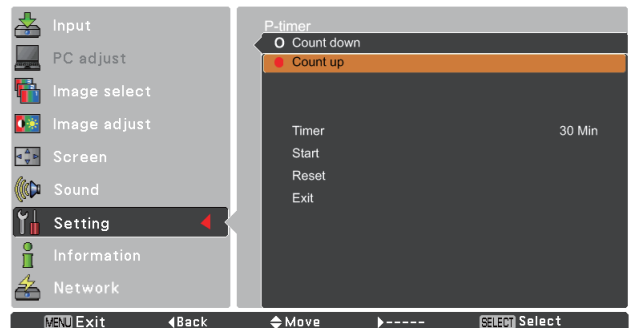 Input
PC adjust
Image select
Image adjust
Screen
Sound
Setting
Information
Network
P-timer
Count down
Count up
Timer 30 Min
Start
Reset
Exit
MENU Exit Back Move ----- SELECT Select